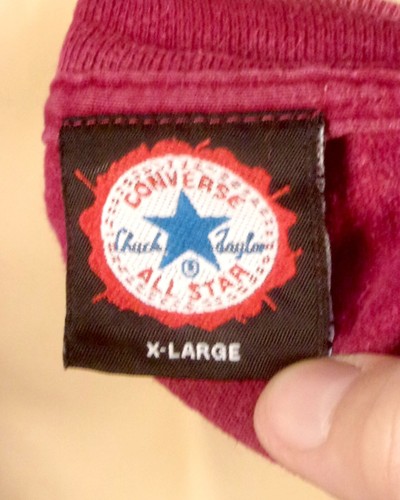 CONVERSE
Chuck Taylor
®
ALL STAR
X-LARGE